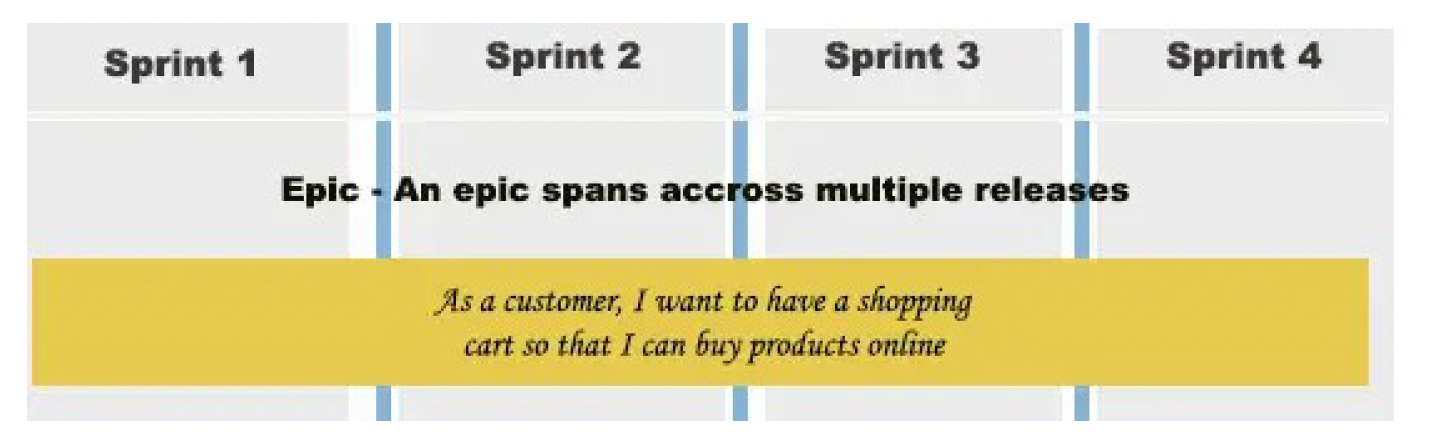 Sprint 1 Sprint 2 Sprint 3 Sprint 4
Epic - An epic spans accross multiple releases
As a customer, I want to have a shopping
cart so that I can buy products online